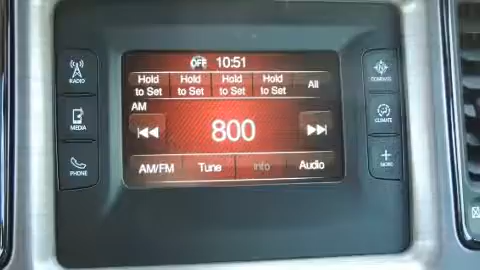 OFF 10:51
Hold to Set Hold to Set Hold to Set Hold to Set All
AM
800
AM/FM Tune Info Audio
RADIO
MEDIA
PHONE
COMPASS
CLIMATE
MORE